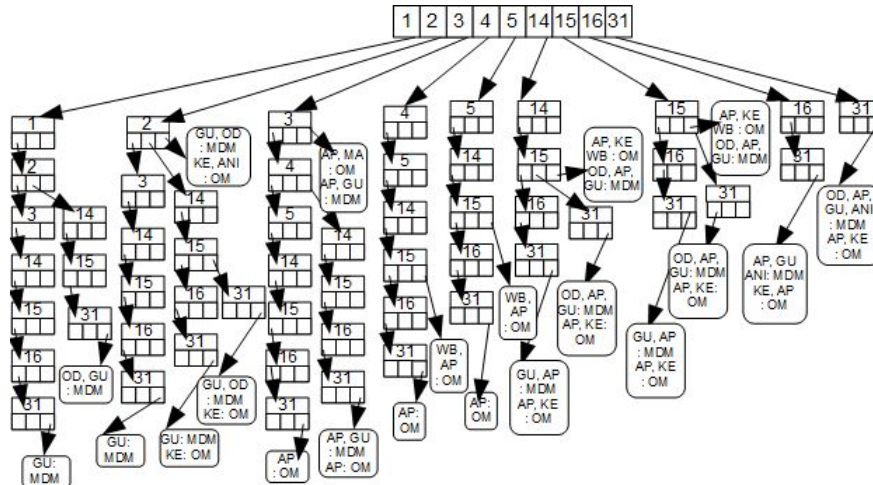 1 2 3 4 5 14 15 16 31
1
2
3
14
15
16
31
GU:
MDM
14
15
31
OD, GU
: MDM
2
GU, OD
: MDM
KE, ANI
: OM
3
14
15
16
31
GU:
MDM
14
15
16
31
GU: MDM
KE: OM
31
GU, OD
: MDM
KE: OM
3
AP, MA
: OM
AP, GU
: MDM
4
5
14
15
16
31
AP
: OM
14
15
16
31
AP, GU
: MDM
AP: OM
4
5
14
15
16
31
AP:
OM
WB,
AP
: OM
5
14
15
16
31
AP:
OM
WB,
AP
: OM
14
15
16
31
GU, AP
: MDM
AP, KE
: OM
AP, KE
WB : OM
OD, AP,
GU: MDM
31
OD, AP,
GU: MDM
AP, KE
: OM
15
16
31
GU, AP
: MDM
AP, KE
: OM
AP, KE
WB : OM
OD, AP,
GU: MDM
31
OD, AP,
GU: MDM
AP, KE:
OM
16
31
AP, GU
ANI: MDM
KE, AP
: OM
31
OD, AP,
GU, ANI
: MDM
AP, KE
: OM